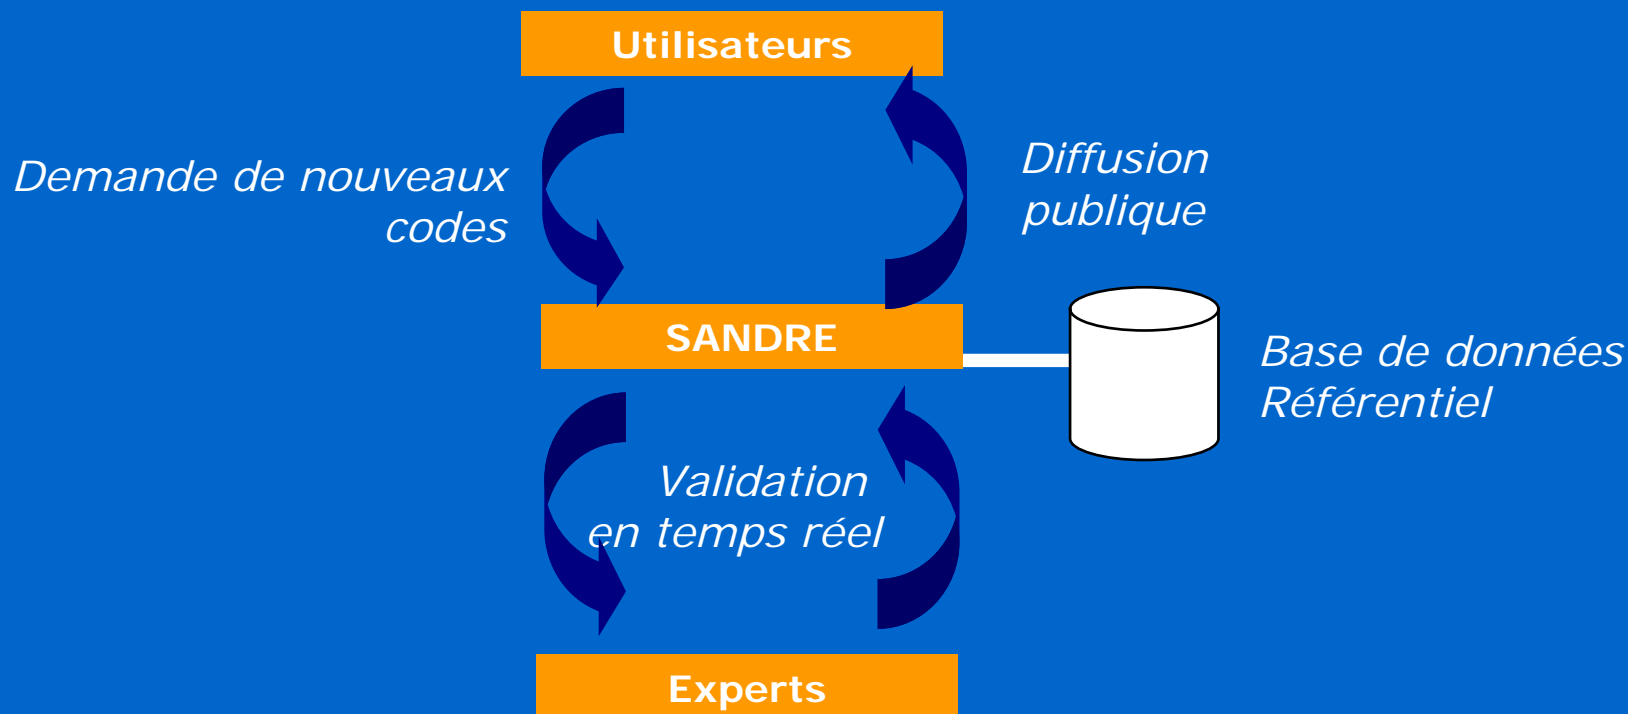 Utilisateurs
Demande de nouveaux
codes
Diffusion
publique
SANDRE
Base de données
Référentiel
Validation
en temps réel
Experts